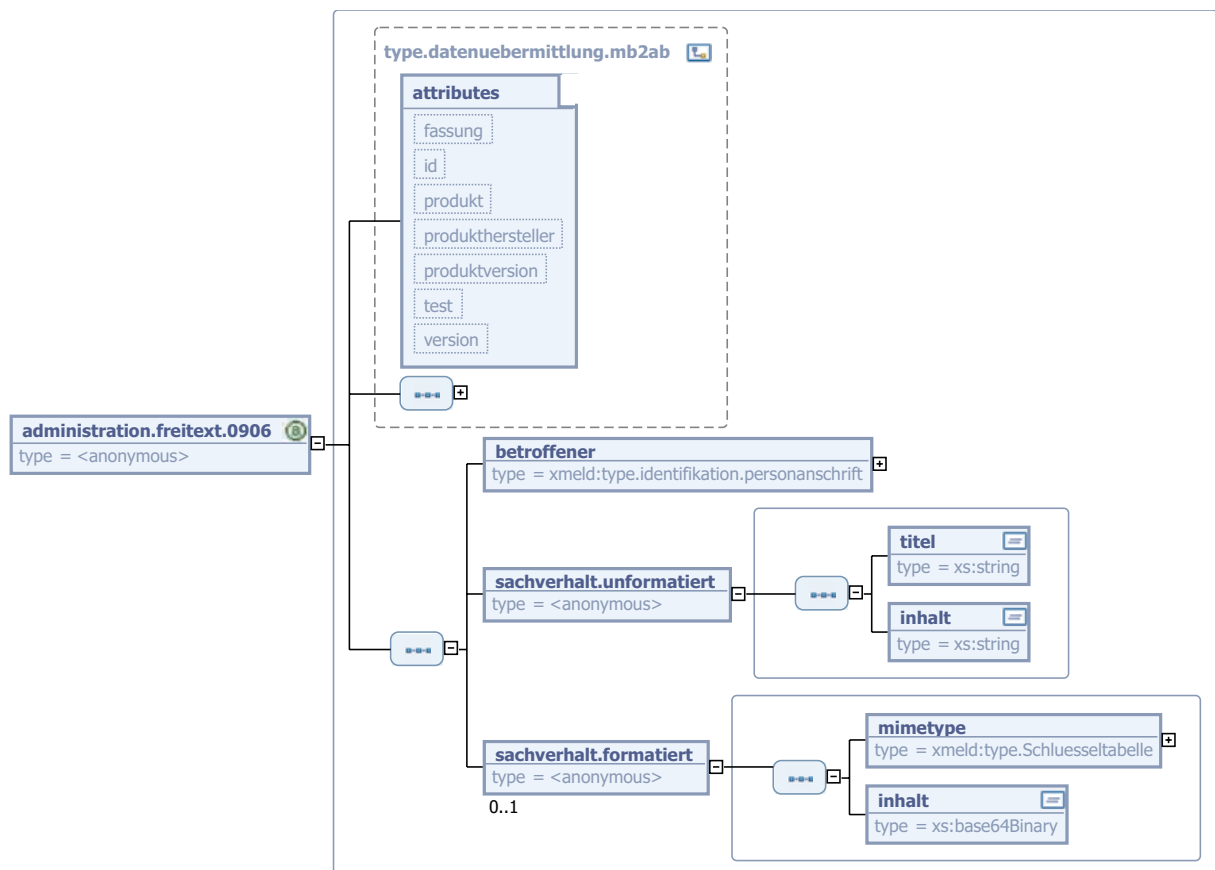 type.datenuebermittlung.mb2ab
attributes
fassung
id
produkt
produkthersteller
produktversion
test
version
administration.freitext.0906
type = <anonymous>
betroffener
type = xmeld:type.identifikation.personanschrift
sachverhalt.unformatiert
type = <anonymous>
titel
type = xs:string
inhalt
type = xs:string
sachverhalt.formatiert
type = <anonymous>
0..1
mimetype
type = xmeld:type.Schluesseltabelle
inhalt
type = xs:base64Binary